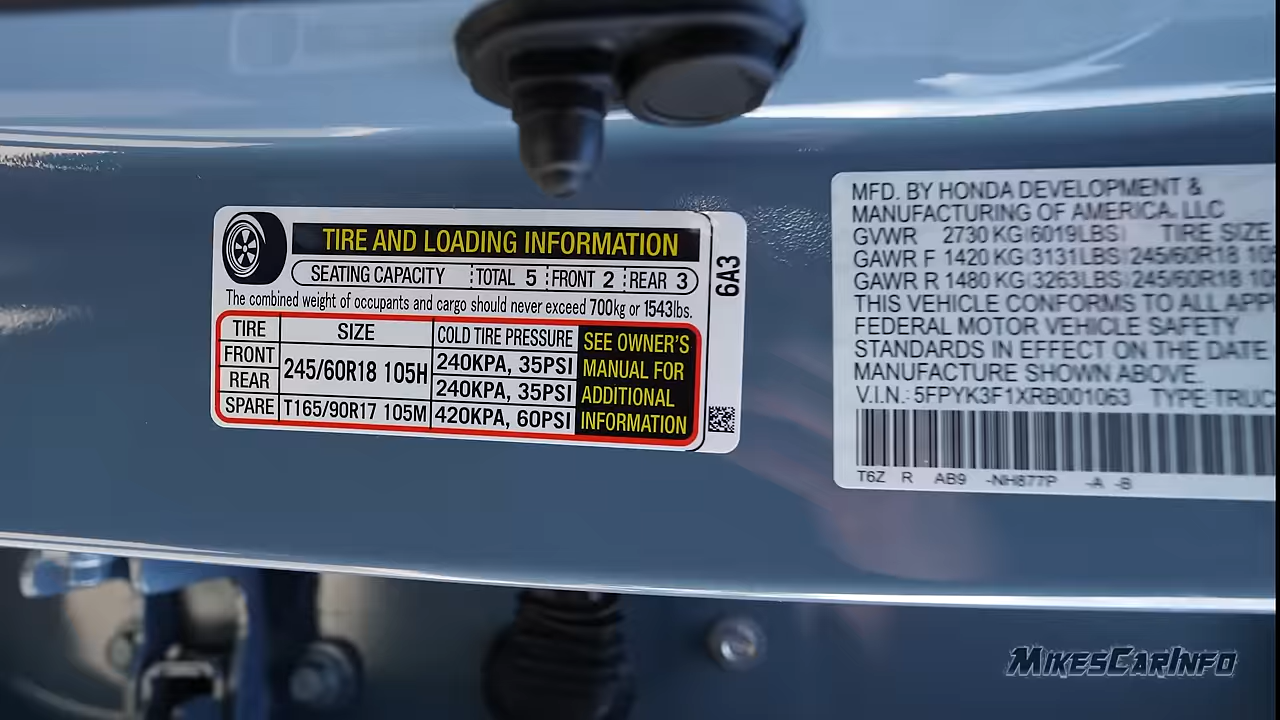 TIRE AND LOADING INFORMATION
SEATING CAPACITY TOTAL 5 FRONT 2 REAR 3
The combined weight of occupants and cargo should never exceed 700kg or 1543lbs.
TIRE SIZE COLD TIRE PRESSURE
FRONT 245/60R18 105H 240KPA, 35PSI
REAR 240KPA, 35PSI
SPARE T165/90R17 105M 420KPA, 60PSI
SEE OWNER'S
MANUAL FOR
ADDITIONAL
INFORMATION
6A3
MFD. BY HONDA DEVELOPMENT &
MANUFACTURING OF AMERICA, LLC
GVWR 2730 KG(6019LBS) TIRE SIZE
GAWR F 1420 KG(3131LBS) 245/60R18 10
GAWR R 1480 KG(3263LBS) 245/60R18 10
THIS VEHICLE CONFORMS TO ALL APP
FEDERAL MOTOR VEHICLE SAFETY
STANDARDS IN EFFECT ON THE DATE
MANUFACTURE SHOWN ABOVE.
V.I.N.: 5FPYK3F1XRB001063 TYPE:TRUC
T6Z R AB9 -NH877P -A -B
MIKESCARINFO